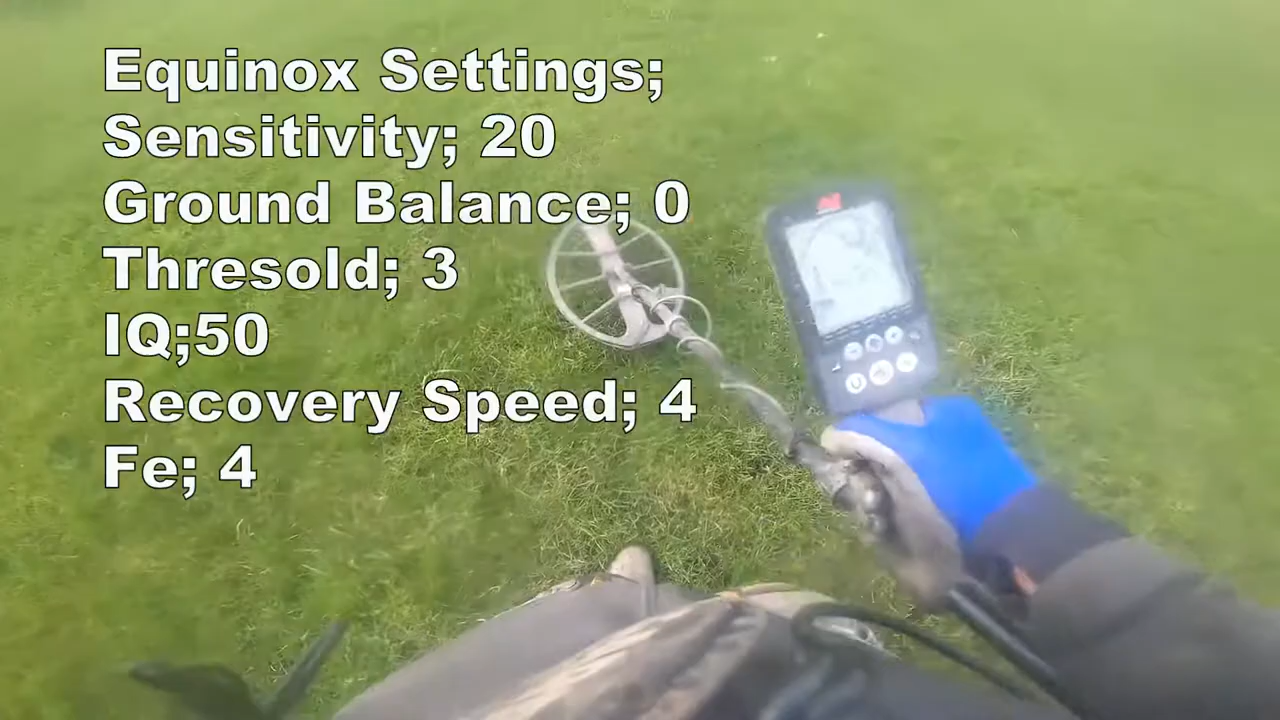 Equinox Settings;
Sensitivity; 20
Ground Balance; 0
Thresold; 3
IQ;50
Recovery Speed; 4
Fe; 4